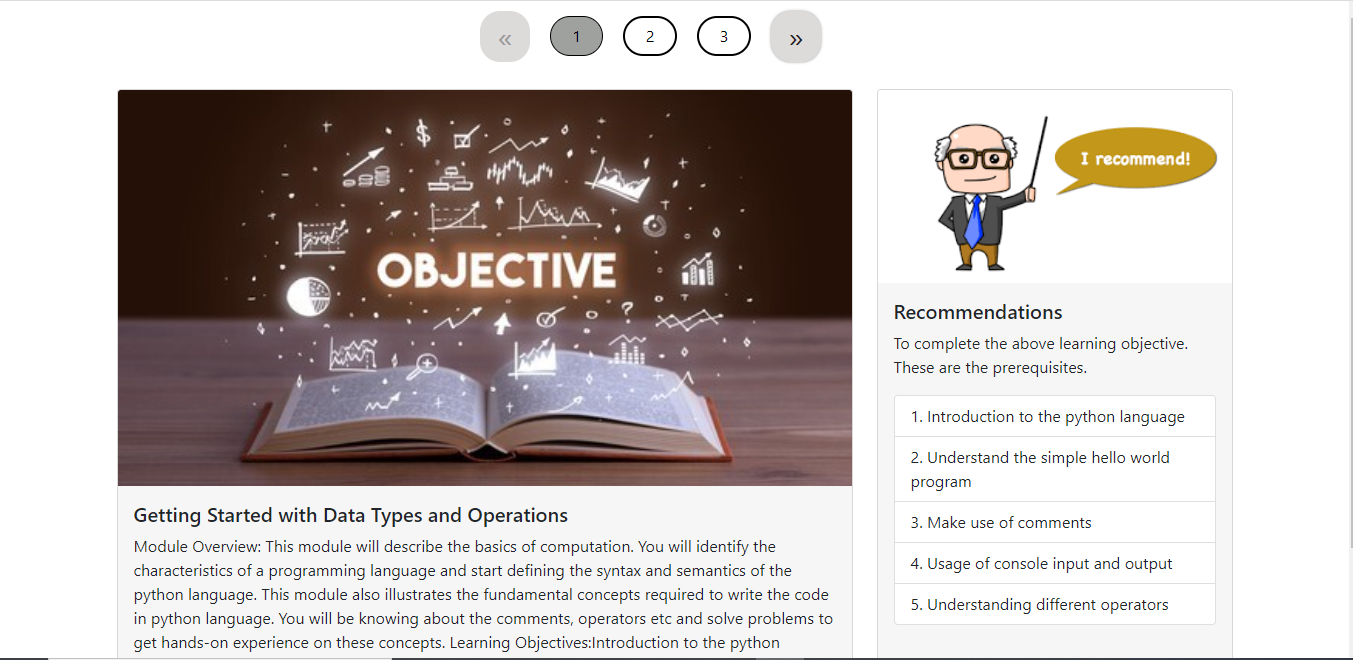 «
1
2
3
»
OBJECTIVE
Getting Started with Data Types and Operations
Module Overview: This module will describe the basics of computation. You will identify the
characteristics of a programming language and start defining the syntax and semantics of the
python language. This module also illustrates the fundamental concepts required to write the code
in python language. You will be knowing about the comments, operators etc and solve problems to
get hands-on experience on these concepts. Learning Objectives:Introduction to the python
I recommend!
Recommendations
To complete the above learning objective.
These are the prerequisites.
1. Introduction to the python language
2. Understand the simple hello world
program
3. Make use of comments
4. Usage of console input and output
5. Understanding different operators